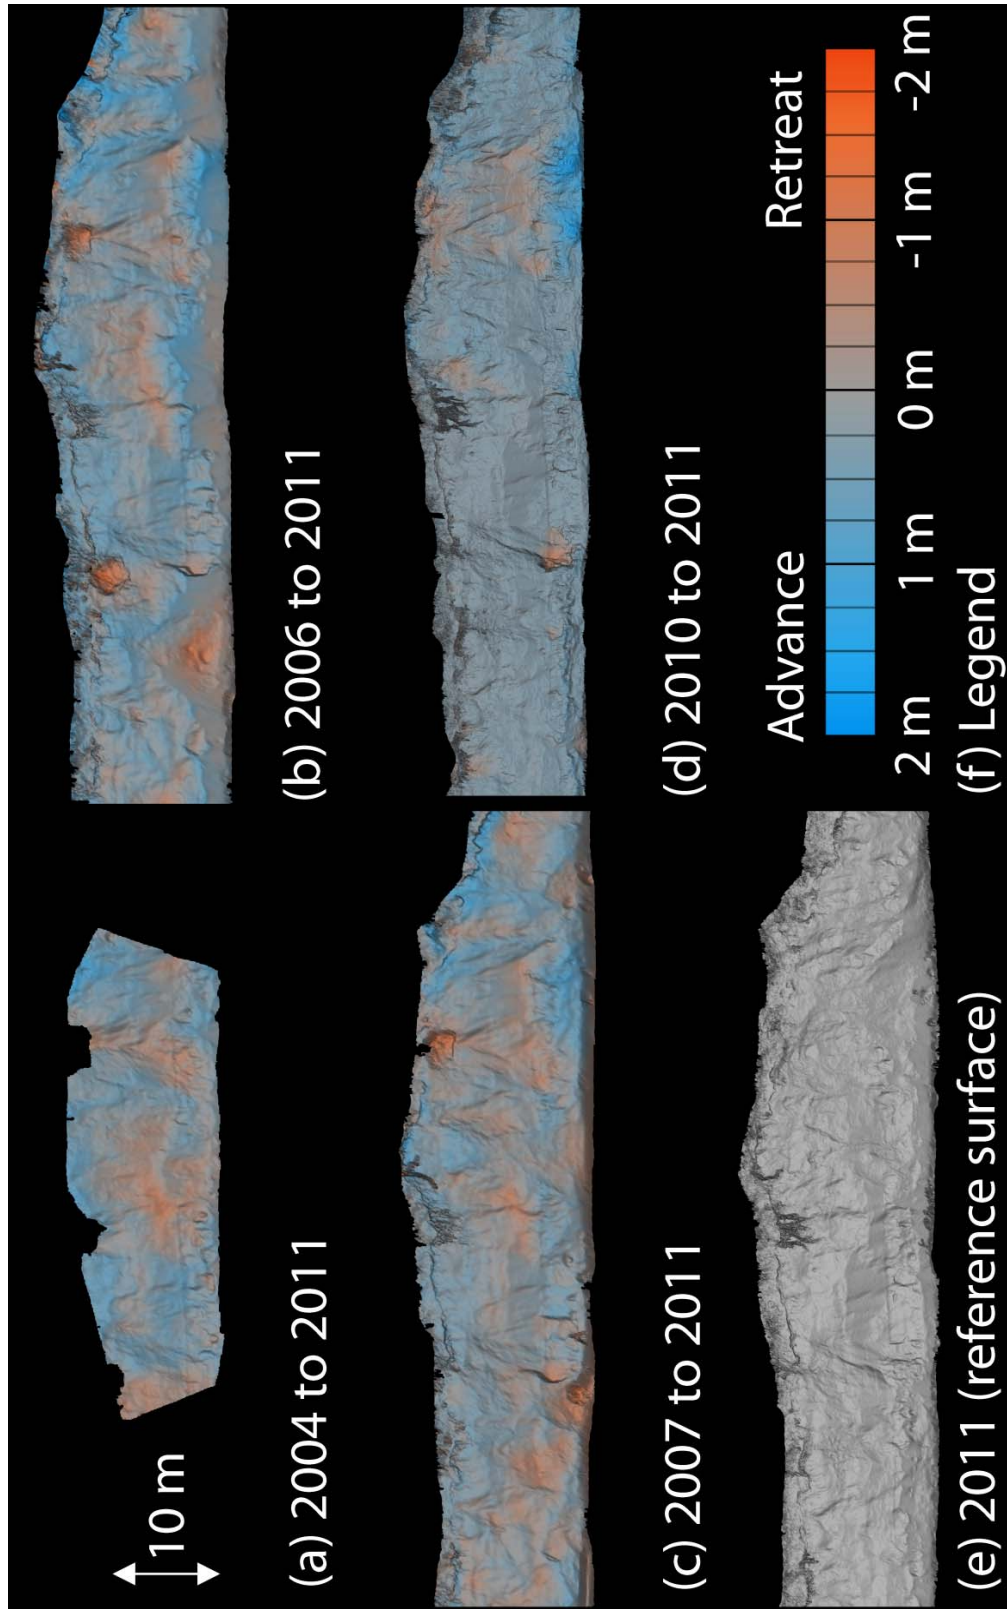 10 m
(a) 2004 to 2011
(b) 2006 to 2011
(c) 2007 to 2011
(d) 2010 to 2011
(e) 2011 (reference surface)
Advance Retreat
2 m 1 m 0 m -1 m -2 m
(f) Legend